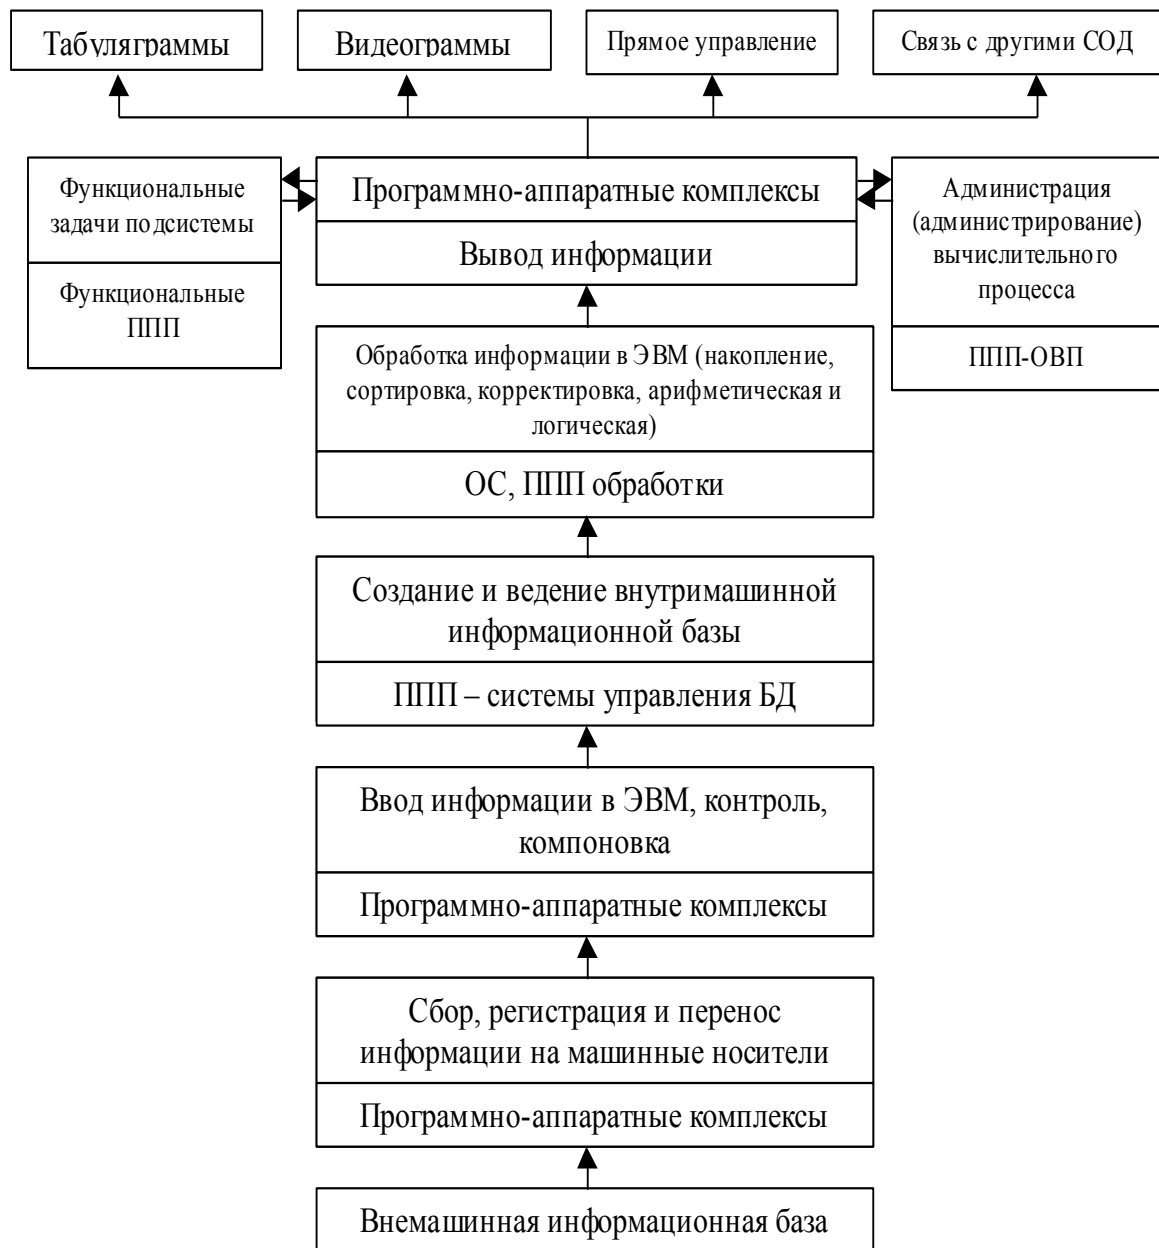 Табуляграммы
Видеограммы
Прямое управление
Связь с другими СОД
Функциональные
задачи подсистемы
Функциональные
ППП
Программно-аппаратные комплексы
Вывод информации
Администрация
(администрирование)
вычислительного
процесса
ППП-ОВП
Обработка информации в ЭВМ (накопление,
сортировка, корректировка, арифметическая и
логическая)
ОС, ППП обработки
Создание и ведение внутримашинной
информационной базы
ППП – системы управления БД
Ввод информации в ЭВМ, контроль,
компоновка
Программно-аппаратные комплексы
Сбор, регистрация и перенос
информации на машинные носители
Программно-аппаратные комплексы
Внемашинная информационная база